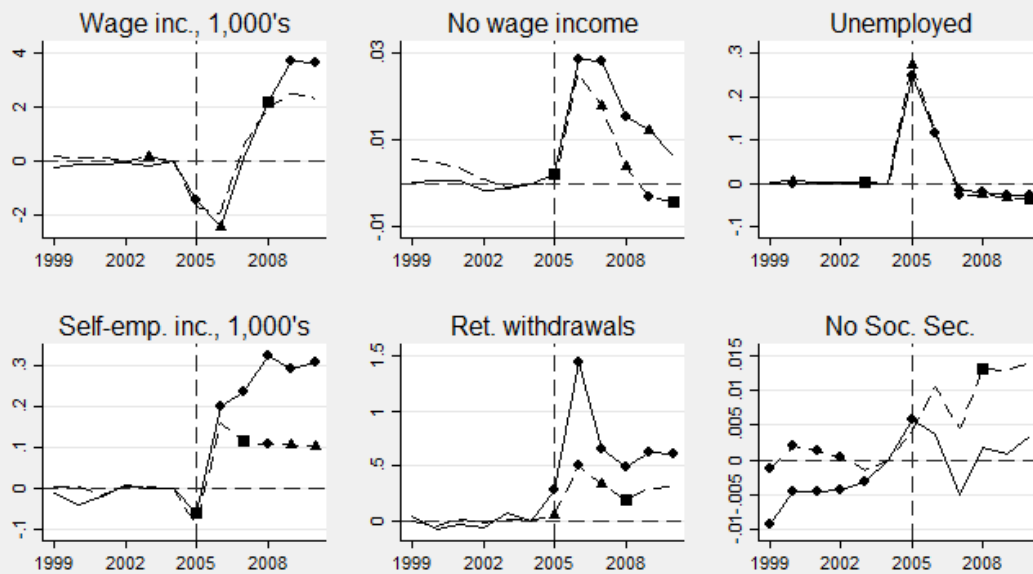 Wage inc., 1,000's
No wage income
Unemployed
4
2
0
-2
1999 2002 2005 2008
.03
.01
-.01
1999 2002 2005 2008
.3
.2
.1
0
-.1
1999 2002 2005 2008
Self-emp. inc., 1,000's
Ret. withdrawals
No Soc. Sec.
.3
.2
.1
0
-.1
1999 2002 2005 2008
1.5
1
.5
0
1999 2002 2005 2008
.015
.01
.005
0
-.005
-.01
1999 2002 2005 2008